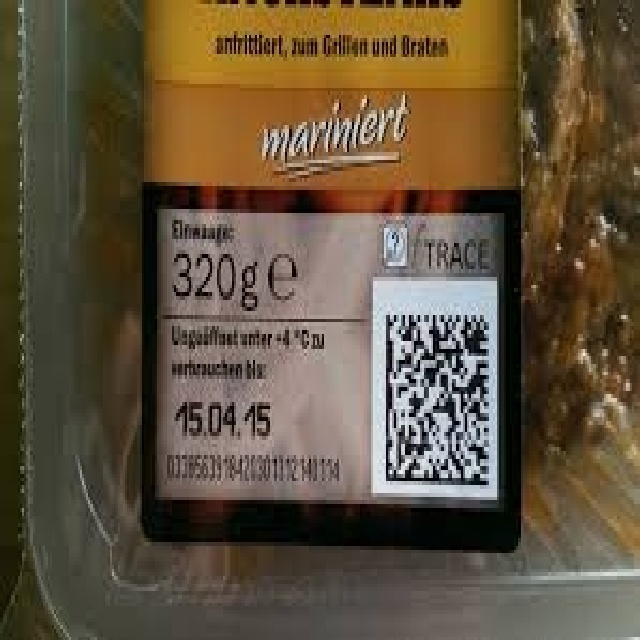 anfrittiert, zum Grillen und Braten
mariniert
Einwaage:
320g e
TRACE
Ungeöffnet unter +4 °C zu
verbrauchen bis:
15.04.15